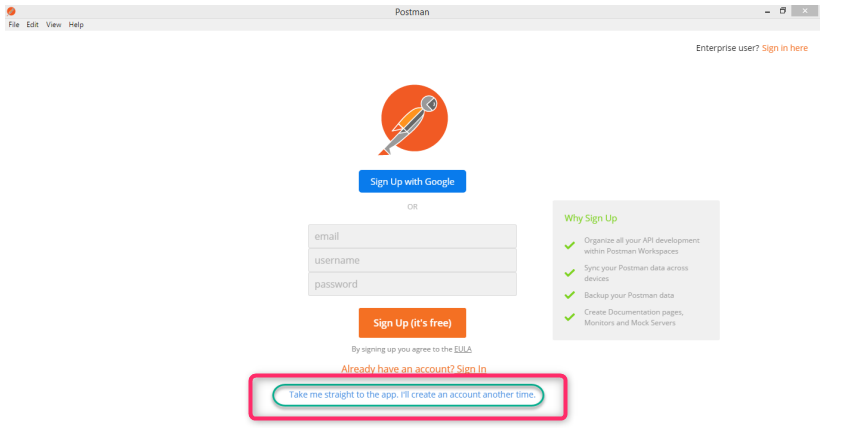 Postman
File Edit View Help
Enterprise user? Sign in here
Sign Up with Google
OR
email
username
password
Sign Up (it's free)
By signing up you agree to the EULA
Already have an account? Sign In
Take me straight to the app. I'll create an account another time.
Why Sign Up
Organize all your API development
within Postman Workspaces
Sync your Postman data across
devices
Backup your Postman data
Create Documentation pages,
Monitors and Mock Servers